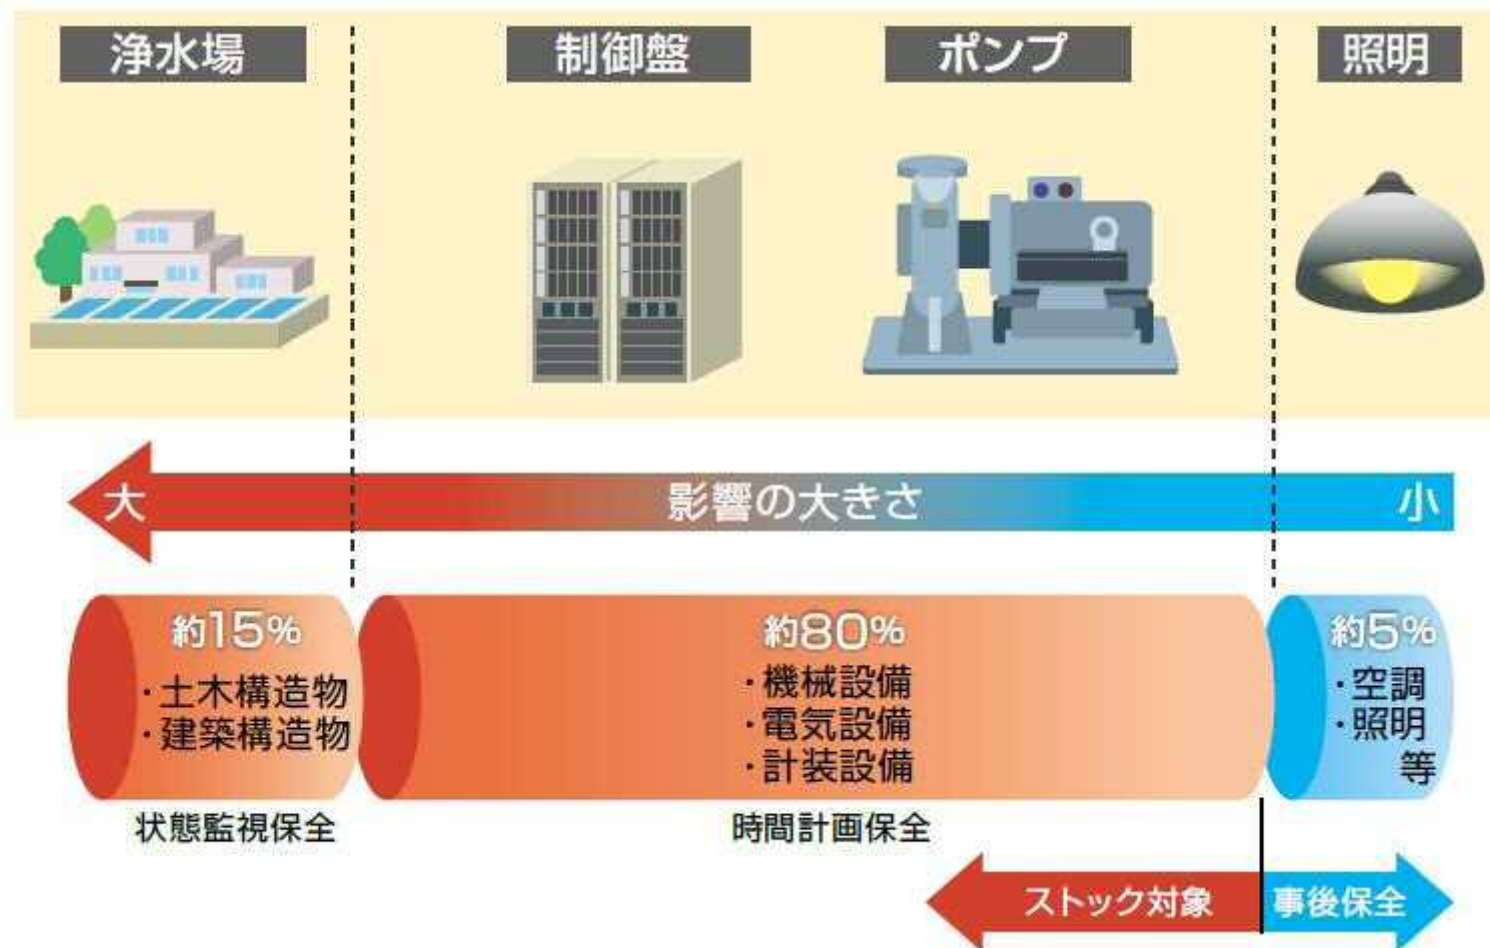 浄水場
制御盤
ポンプ
照明
大
影響の大きさ
小
約15%
・土木構造物
・建築構造物
状態監視保全
約80%
・機械設備
・電気設備
・計装設備
時間計画保全
約5%
・空調
・照明
等
ストック対象
事後保全